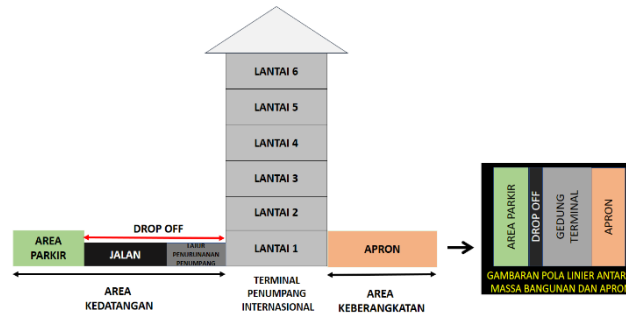 LANTAI 6
LANTAI 5
LANTAI 4
LANTAI 3
LANTAI 2
LANTAI 1
DROP OFF
AREA
PARKIR
JALAN
LAJUR
PENURUNANAN
PENUMPANG
APRON
AREA
KEDATANGAN
TERMINAL
PENUMPANG
INTERNASIONAL
AREA
KEBERANGKATAN
AREA PARKIR
DROP OFF
GEDUNG
TERMINAL
APRON
GAMBARAN POLA LINIER ANTAR
MASSA BANGUNAN DAN APRON